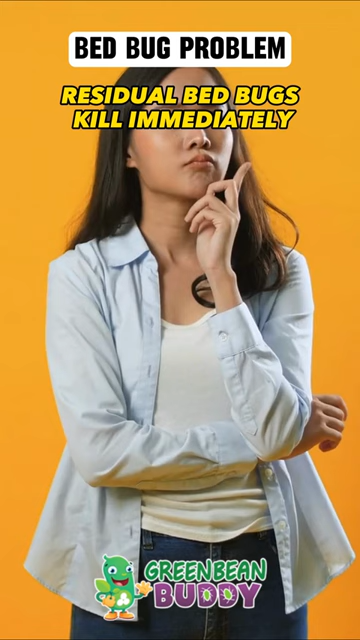 BED BUG PROBLEM
RESIDUAL BED BUGS
KILL IMMEDIATELY
GREENBEAN
BUDDY